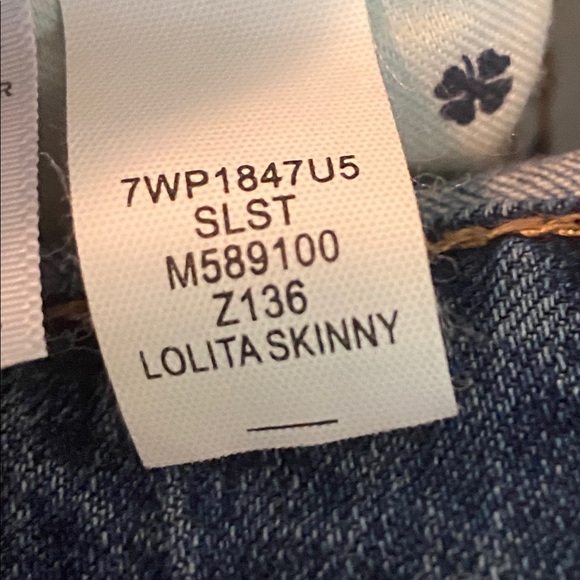 R
7WP1847U5
SLST
M589100
Z136
LOLITA SKINNY